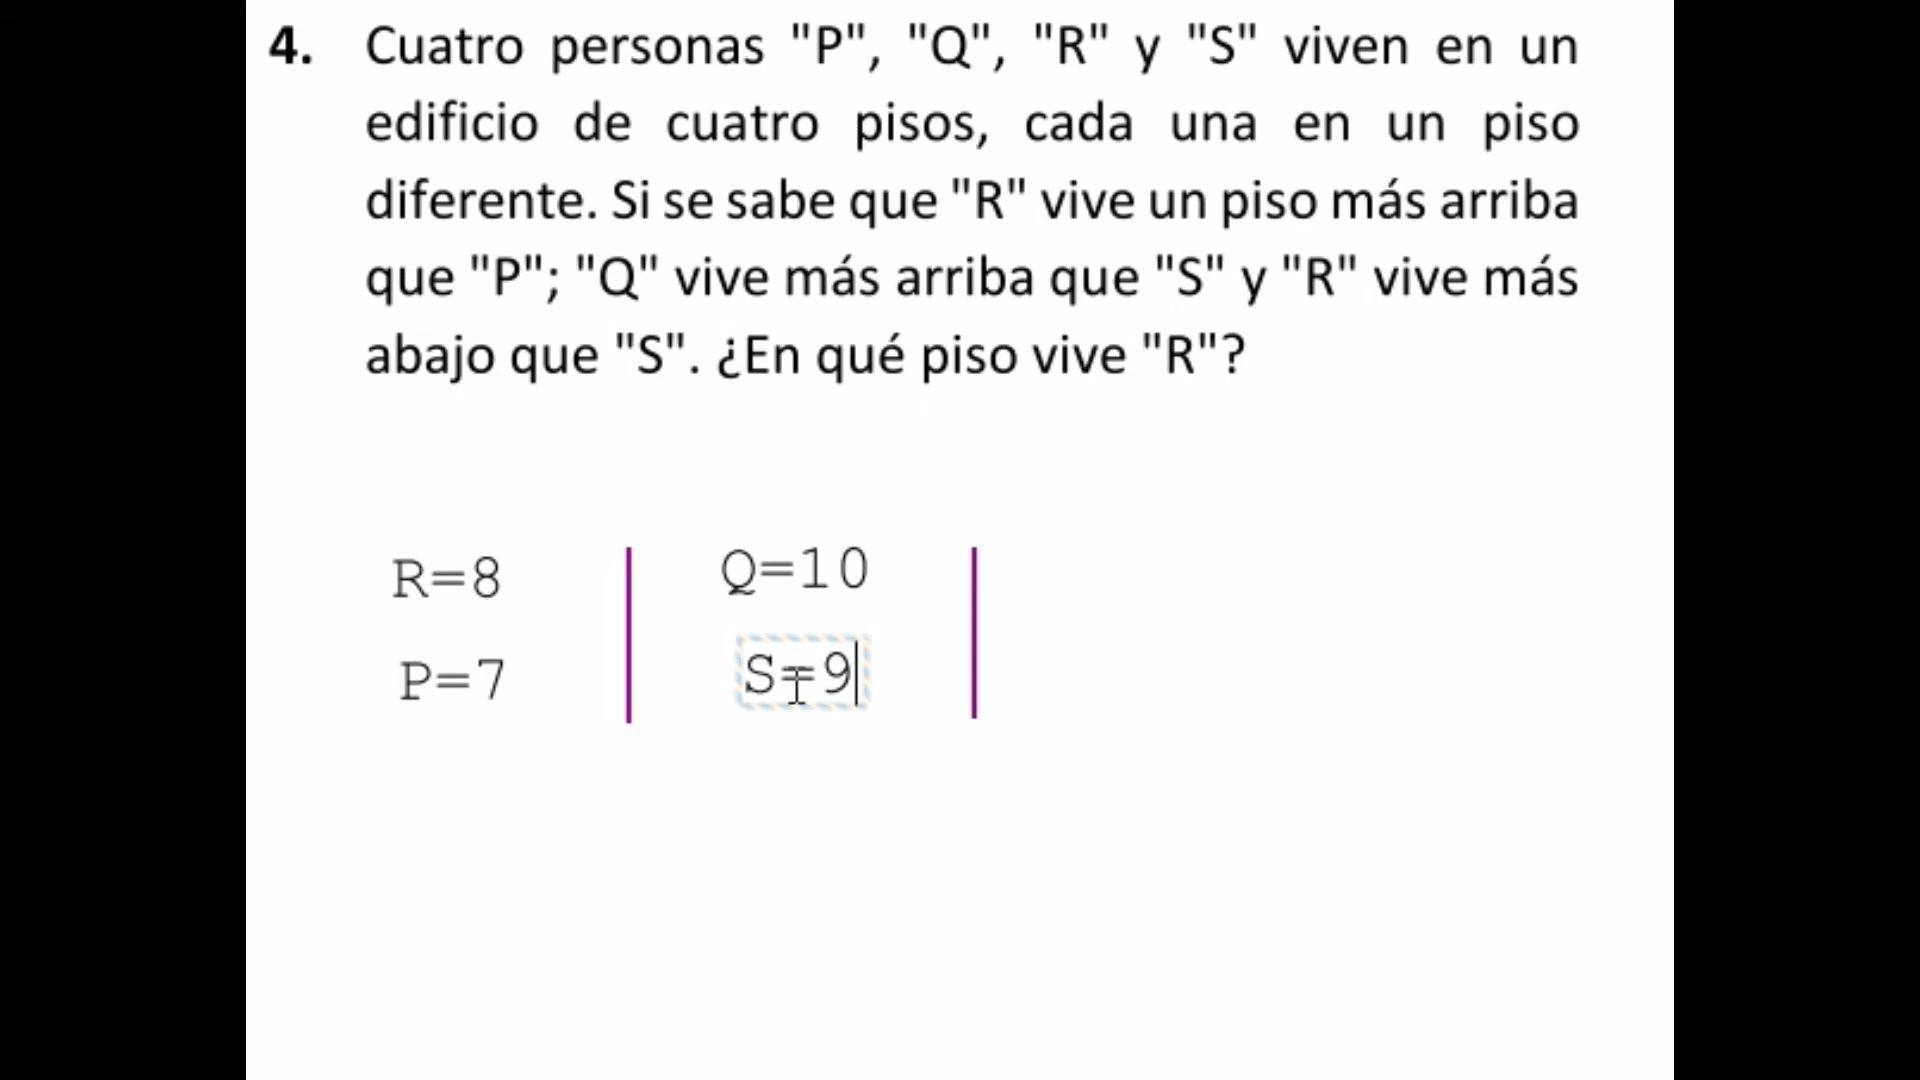 4. Cuatro personas "P", "Q", "R" y "S" viven en un
edificio de cuatro pisos, cada una en un piso
diferente. Si se sabe que "R" vive un piso más arriba
que "P"; "Q" vive más arriba que "S" y "R" vive más
abajo que "S". ¿En qué piso vive "R"?
R=8
Q=10
P=7
S=9